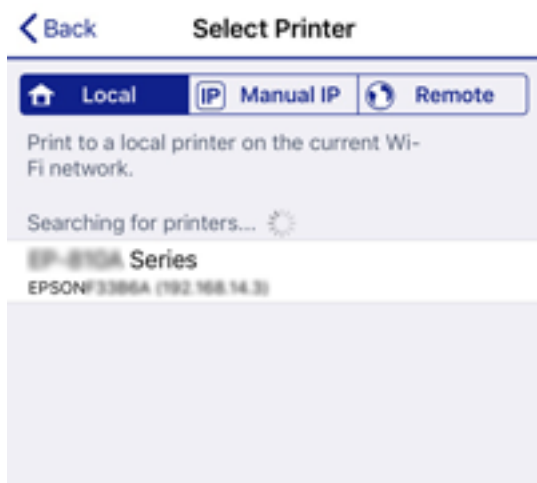 Back Select Printer
Local IP Manual IP Remote
Print to a local printer on the current Wi-
Fi network.
Searching for printers...
Series
EPSON